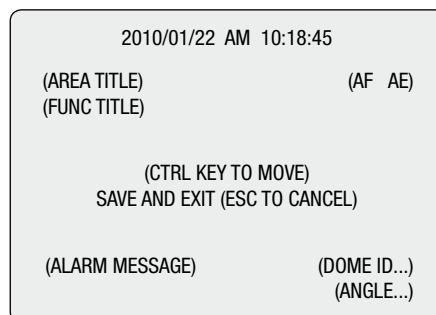 2010/01/22 AM 10:18:45
(AREA TITLE) (AF AE)
(FUNC TITLE)
(CTRL KEY TO MOVE)
SAVE AND EXIT (ESC TO CANCEL)
(ALARM MESSAGE) (DOME ID...)
(ANGLE...)